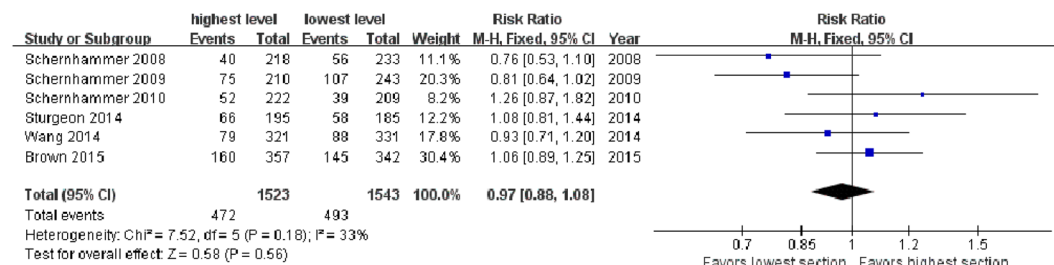 highest level lowest level Risk Ratio Risk Ratio
Study or Subgroup Events Total Events Total Weight M-H, Fixed, 95% CI Year M-H, Fixed, 95% CI
Schernhammer 2008 40 218 56 233 11.1% 0.76 [0.53, 1.10] 2008
Schernhammer 2009 75 210 107 243 20.3% 0.81 [0.64, 1.02] 2009
Schernhammer 2010 52 222 39 209 8.2% 1.26 [0.87, 1.82] 2010
Sturgeon 2014 66 195 58 185 12.2% 1.08 [0.81, 1.44] 2014
Wang 2014 79 321 88 331 17.8% 0.93 [0.71, 1.20] 2014
Brown 2015 160 357 145 342 30.4% 1.06 [0.89, 1.25] 2015
Total (95% CI) 1523 1543 100.0% 0.97 [0.88, 1.08]
Total events 472 493
Heterogeneity: Chi² = 7.52, df = 5 (P = 0.18); I² = 33%
Test for overall effect: Z = 0.58 (P = 0.56)
0.7 0.85 1 1.2 1.5
Favors lowest section Favors highest section